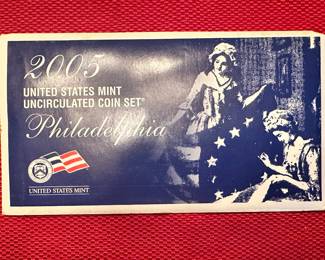 2005
UNITED STATES MINT
UNCIRCULATED COIN SET®
Philadelphia
UNITED STATES MINT